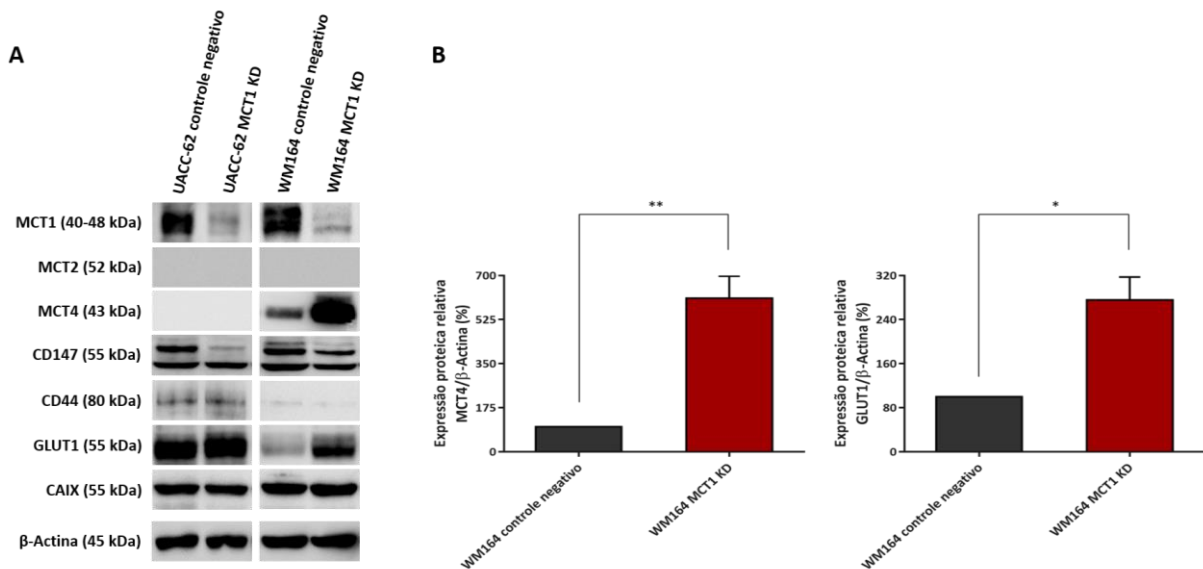 A
UACC-62 controle negativo
UACC-62 MCT1 KD
WM164 controle negativo
WM164 MCT1 KD
MCT1 (40-48 kDa)
MCT2 (52 kDa)
MCT4 (43 kDa)
CD147 (55 kDa)
CD44 (80 kDa)
GLUT1 (55 kDa)
CAIX (55 kDa)
β-Actina (45 kDa)
B
**
Expressão proteica relativa
MCT4/β-Actina (%)
700
525
350
175
0
WM164 controle negativo
WM164 MCT1 KD
*
Expressão proteica relativa
GLUT1/β-Actina (%)
320
240
160
80
0
WM164 controle negativo
WM164 MCT1 KD